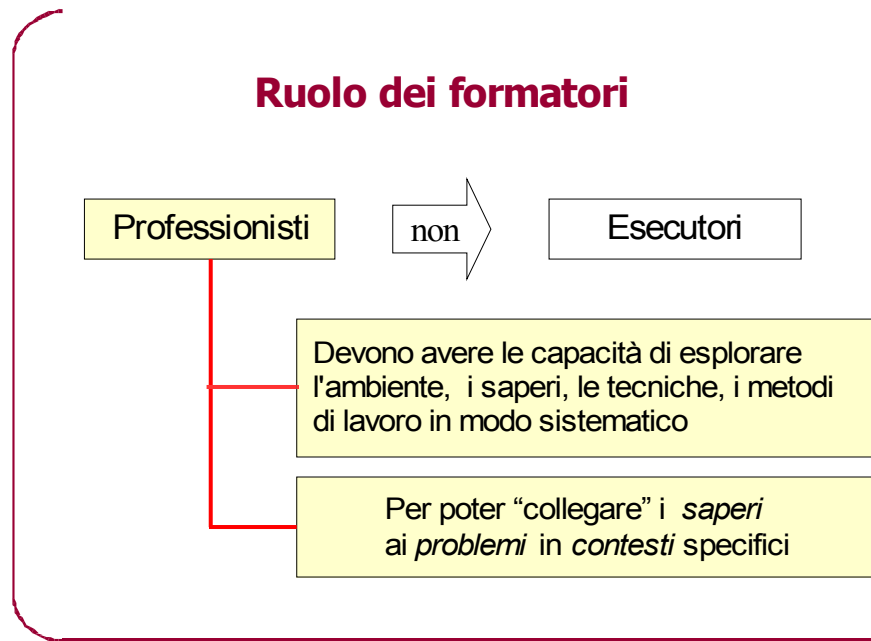 Ruolo dei formatori
Professionisti
non
Esecutori
Devono avere le capacità di esplorare
l'ambiente, i saperi, le tecniche, i metodi
di lavoro in modo sistematico
Per poter “collegare” i saperi
ai problemi in contesti specifici